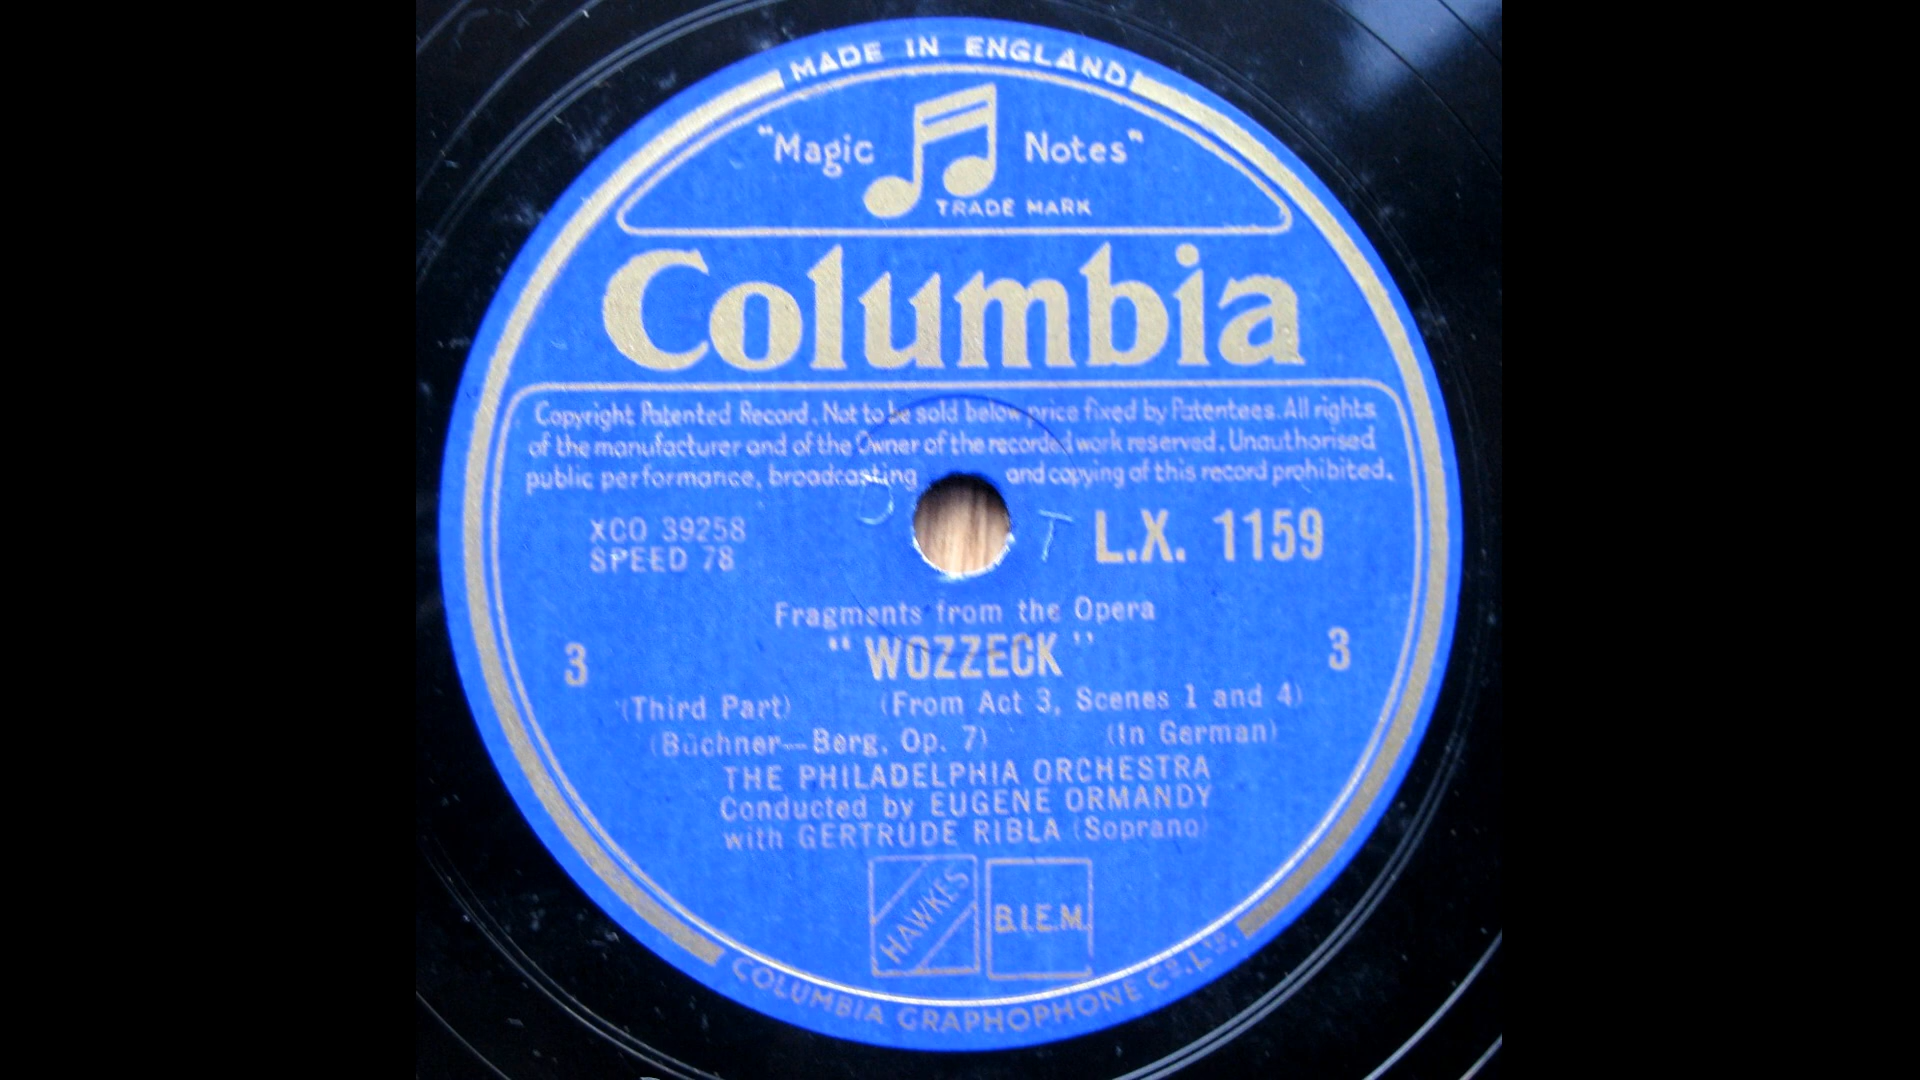 MADE IN ENGLAND
"Magic Notes"
TRADE MARK
Columbia
Copyright Patented Record. Not to be sold below price fixed by Patentees. All rights
of the manufacturer and of the Owner of the recorded work reserved. Unauthorised
public performance, broadcasting and copying of this record prohibited.
D T
XCO 39258
L.X. 1159
SPEED 78
Fragments from the Opera
"WOZZECK"
3 3
(Third Part) (From Act 3, Scenes 1 and 4)
(Büchner—Berg, Op. 7) (In German)
THE PHILADELPHIA ORCHESTRA
Conducted by EUGENE ORMANDY
with GERTRUDE RIBLA (Soprano)
HAWKES
B.I.E.M.
COLUMBIA GRAPHOPHONE Co. LTD.